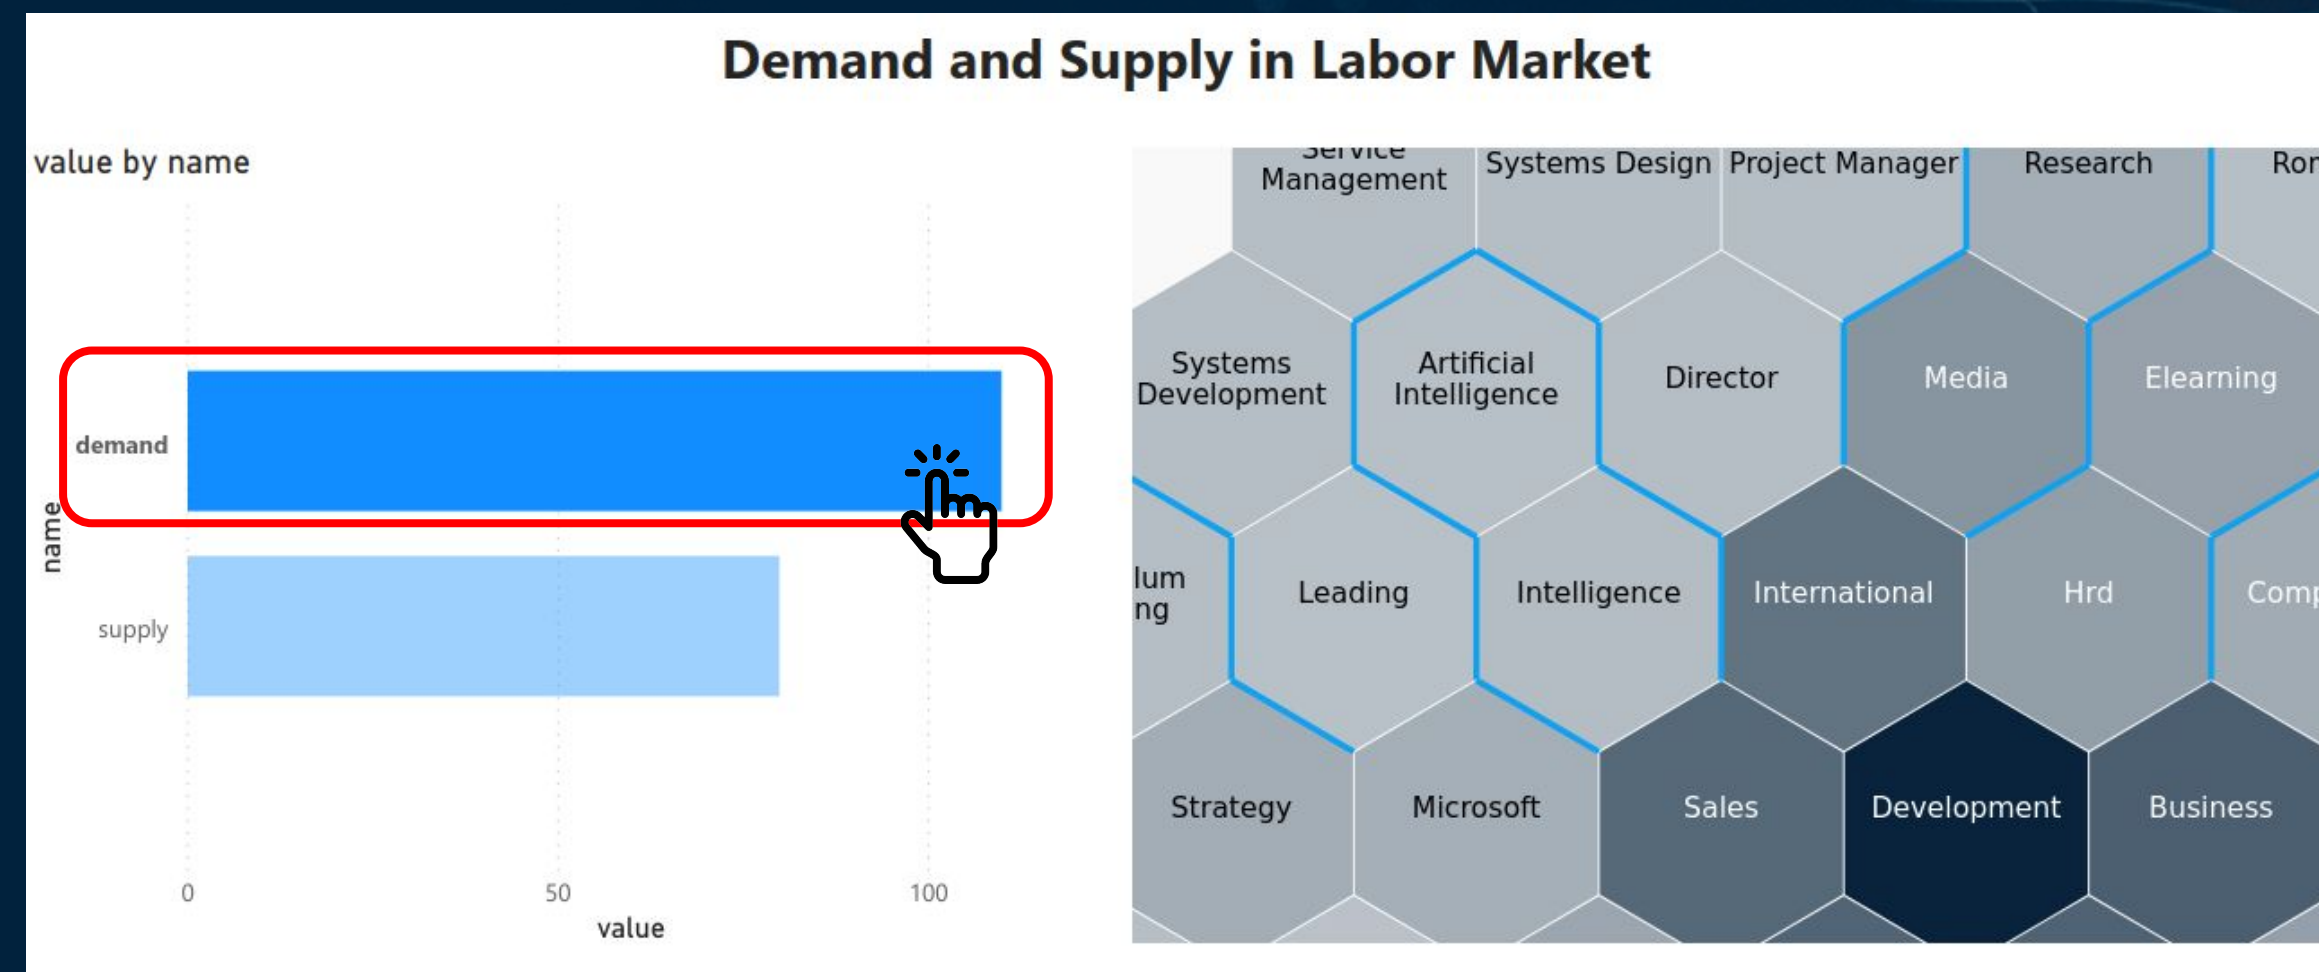 Demand and Supply in Labor Market
value by name
demand
supply
name
0 50 100
value
Service
Management
Systems Design
Project Manager
Research
Systems
Development
Artificial
Intelligence
Director
Media
Elearning
Leading
Intelligence
International
Hrd
Strategy
Microsoft
Sales
Development
Business